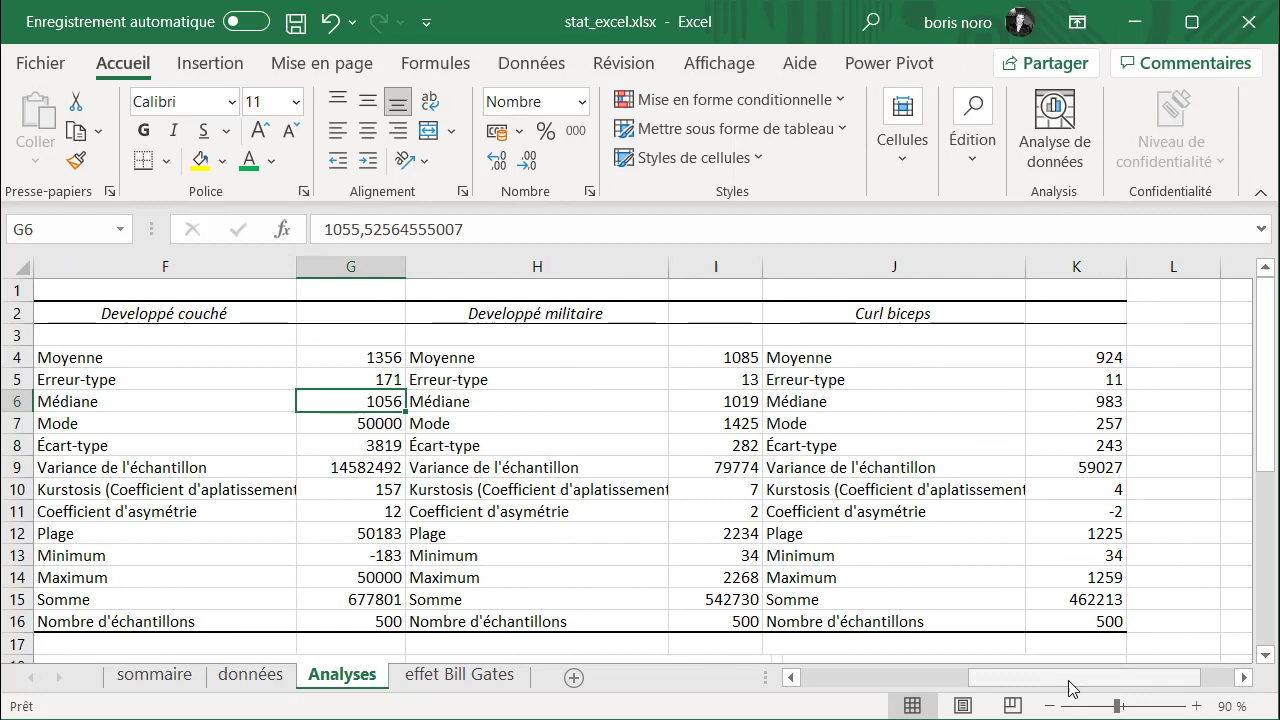 Enregistrement automatique stat_excel.xlsx - Excel boris noro
Fichier Accueil Insertion Mise en page Formules Données Révision Affichage Aide Power Pivot Partager Commentaires
Coller Calibri 11 Nombre Mise en forme conditionnelle Cellules Édition Analyse de données Niveau de confidentialité
G I S A A ab c % 000 Mettre sous forme de tableau
A ,00 ,00 Styles de cellules
Presse-papiers Police Alignement Nombre Styles Analysis Confidentialité
G6 fx 1055,52564555007
F G H I J K L
1
2 Developpé couché Developpé militaire Curl biceps
3
4 Moyenne 1356 Moyenne 1085 Moyenne 924
5 Erreur-type 171 Erreur-type 13 Erreur-type 11
6 Médiane 1056 Médiane 1019 Médiane 983
7 Mode 50000 Mode 1425 Mode 257
8 Écart-type 3819 Écart-type 282 Écart-type 243
9 Variance de l'échantillon 14582492 Variance de l'échantillon 79774 Variance de l'échantillon 59027
10 Kurstosis (Coefficient d'aplatissement 157 Kurstosis (Coefficient d'aplatissement 7 Kurstosis (Coefficient d'aplatissement 4
11 Coefficient d'asymétrie 12 Coefficient d'asymétrie 2 Coefficient d'asymétrie -2
12 Plage 50183 Plage 2234 Plage 1225
13 Minimum -183 Minimum 34 Minimum 34
14 Maximum 50000 Maximum 2268 Maximum 1259
15 Somme 677801 Somme 542730 Somme 462213
16 Nombre d'échantillons 500 Nombre d'échantillons 500 Nombre d'échantillons 500
17
sommaire données Analyses effet Bill Gates
Prêt 90 %